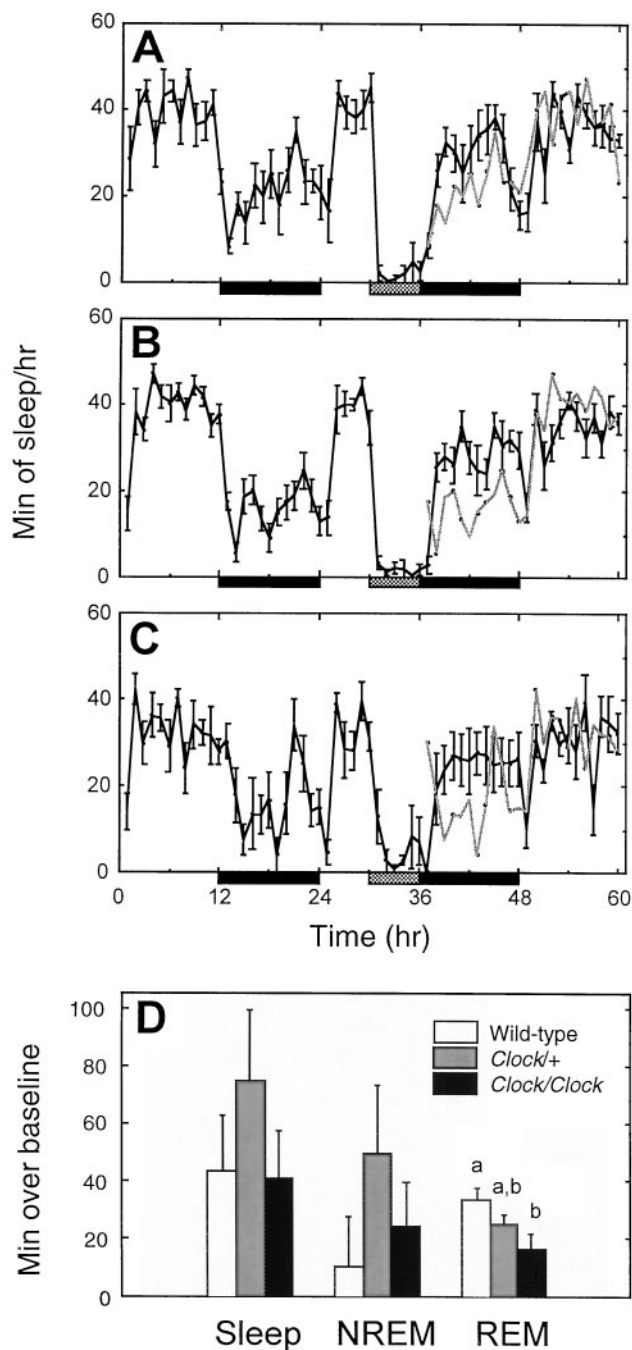 60
A
40
20
0
60
B
40
20
0
60
C
40
20
0
Min of sleep/hr
0 12 24 36 48 60
Time (hr)
100
D
80
60
40
20
0
Min over baseline
Wild-type
Clock/+
Clock/Clock
a
a,b
b
Sleep NREM REM